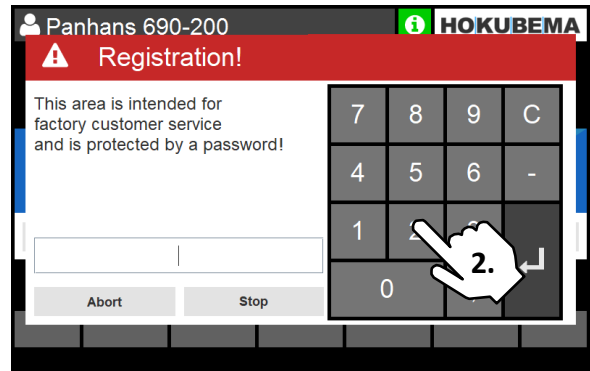 Panhans 690-200
i HOKUBEMA
Registration!
This area is intended for
factory customer service
and is protected by a password!
7 8 9 C
4 5 6 -
1 2
2.
0
Abort Stop